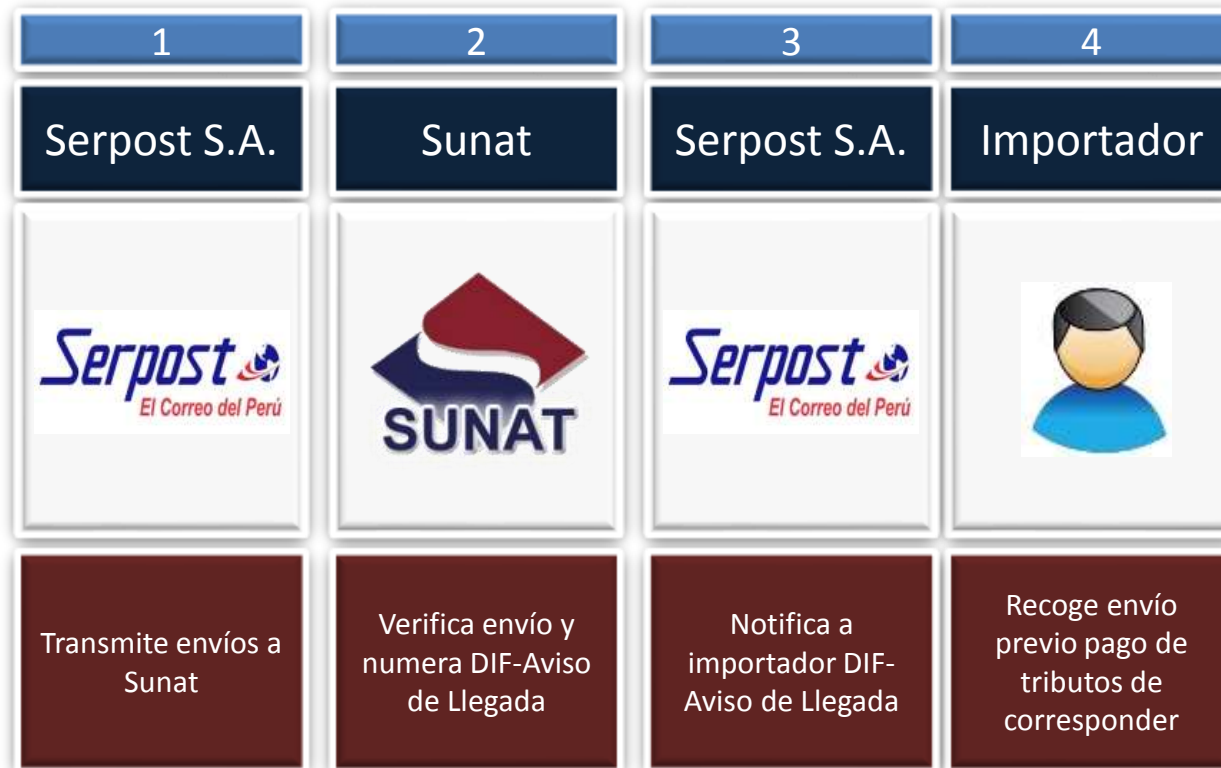 1
2
3
4
Serpost S.A.
Sunat
Serpost S.A.
Importador
Serpost
El Correo del Perú
SUNAT
Serpost
El Correo del Perú
Transmite envíos a
Sunat
Verifica envío y
numera DIF-Aviso
de Llegada
Notifica a
importador DIF-
Aviso de Llegada
Recoge envío
previo pago de
tributos de
corresponder